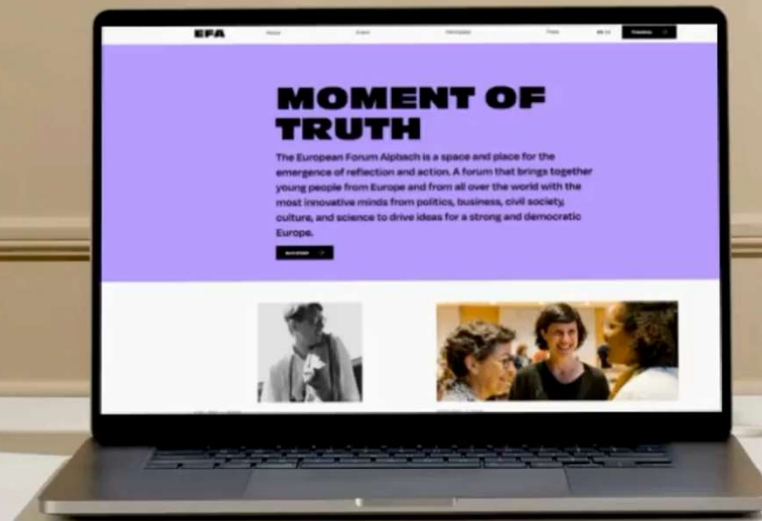 EFA
MOMENT OF
TRUTH
The European Forum Alpbach is a space and place for the
emergence of reflection and action. A forum that brings together
young people from Europe and from all over the world with the
most innovative minds from politics, business, civil society,
culture, and science to drive ideas for a strong and democratic
Europe.